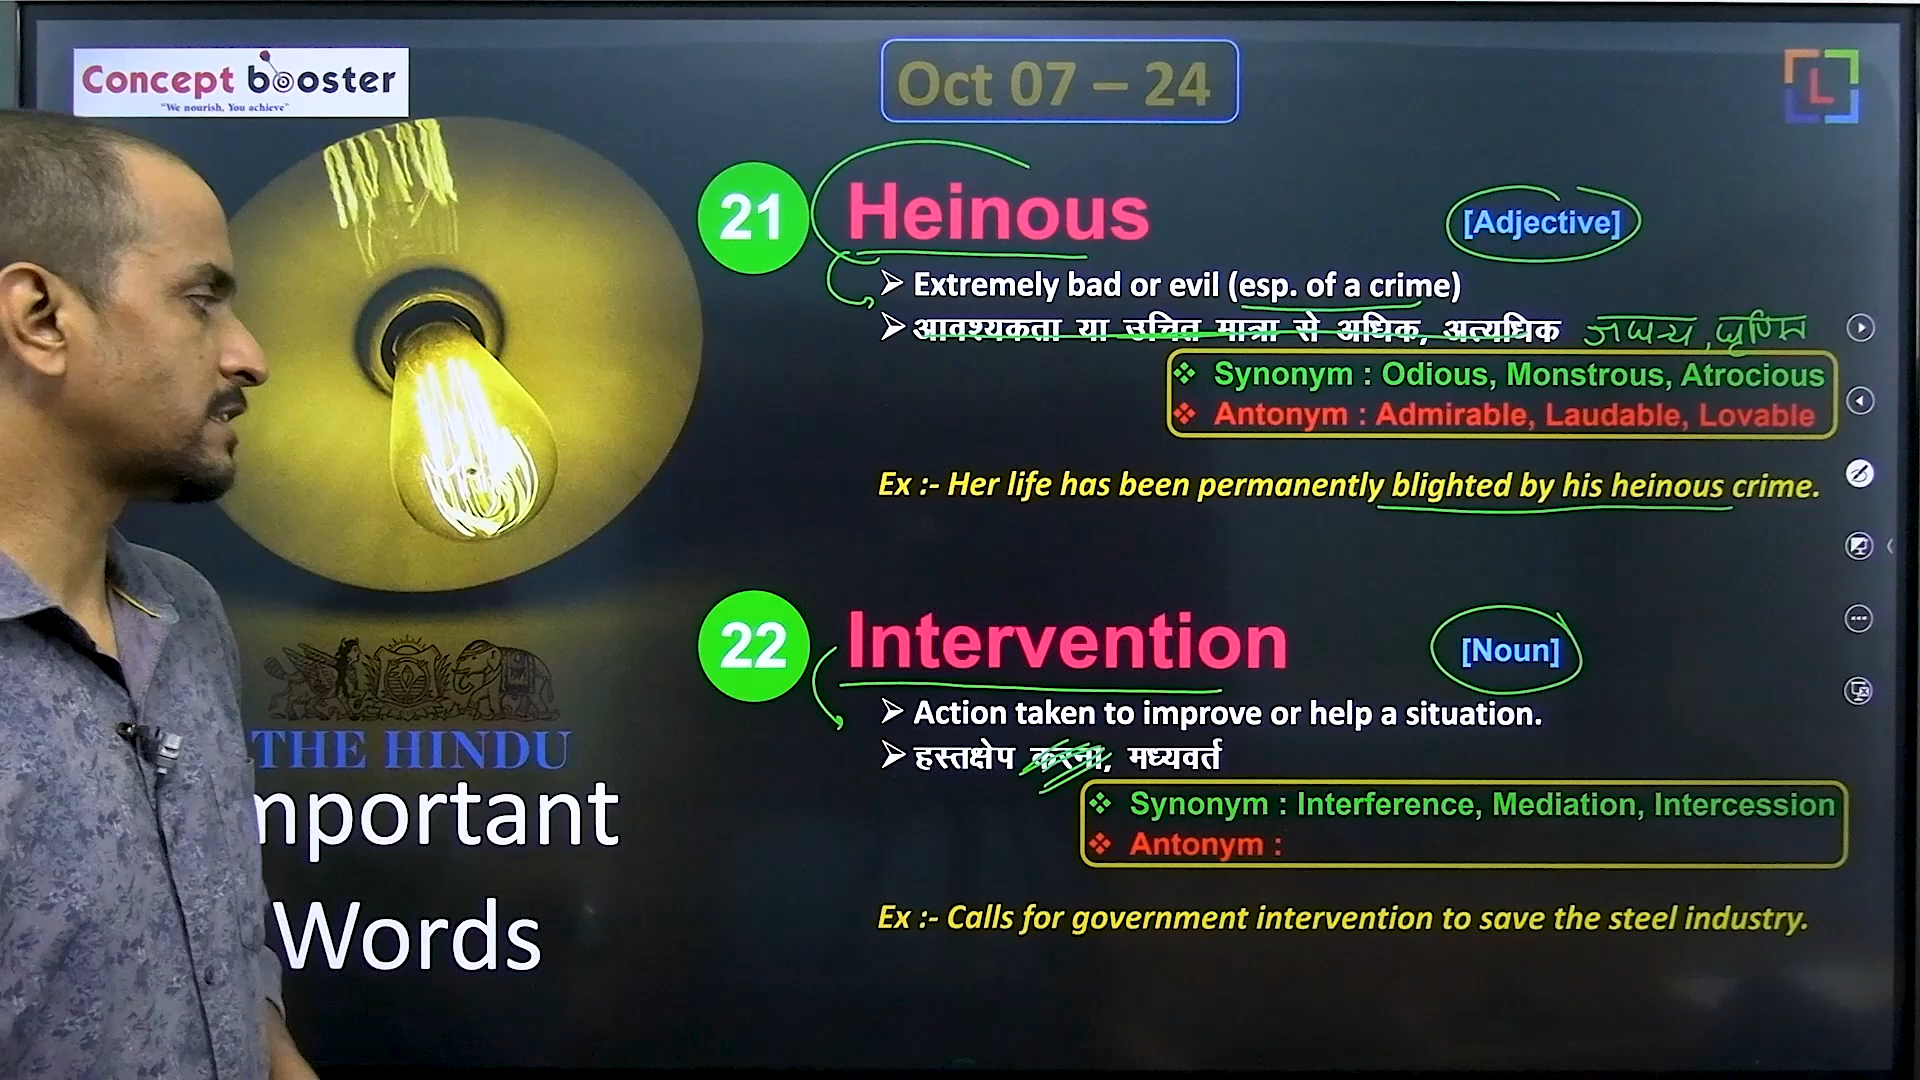 Concept booster
"We nourish, You achieve"
Oct 07 – 24
L
21 Heinous [Adjective]
Extremely bad or evil (esp. of a crime)
आवश्यकता या उचित मात्रा से अधिक, अत्यधिक जघन्य, घृणित
Synonym : Odious, Monstrous, Atrocious
Antonym : Admirable, Laudable, Lovable
Ex :- Her life has been permanently blighted by his heinous crime.
22 Intervention [Noun]
Action taken to improve or help a situation.
हस्तक्षेप करना, मध्यवर्त
Synonym : Interference, Mediation, Intercession
Antonym :
Ex :- Calls for government intervention to save the steel industry.
THE HINDU
mportant
Words